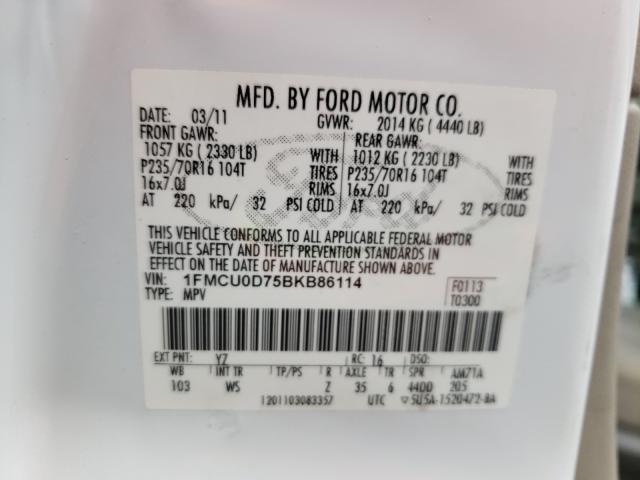 MFD. BY FORD MOTOR CO.
DATE: 03/11 GVWR: 2014 KG ( 4440 LB)
FRONT GAWR: REAR GAWR:
1057 KG ( 2330 LB) WITH 1012 KG ( 2230 LB) WITH
P235/70R16 104T TIRES P235/70R16 104T TIRES
16x7.0J RIMS 16x7.0J RIMS
AT 220 kPa/ 32 PSI COLD AT 220 kPa/ 32 PSI COLD
THIS VEHICLE CONFORMS TO ALL APPLICABLE FEDERAL MOTOR
VEHICLE SAFETY AND THEFT PREVENTION STANDARDS IN
EFFECT ON THE DATE OF MANUFACTURE SHOWN ABOVE.
VIN: 1FMCU0D75BKB86114 F0113
TYPE: MPV T0300
EXT PNT: YZ RC: 16 DSO:
WB INT TR TP/PS R AXLE TR SPR AM7TA
103 WS Z 35 6 4400 205
1201103083357 UTC ▽5U5A-1520472-BA